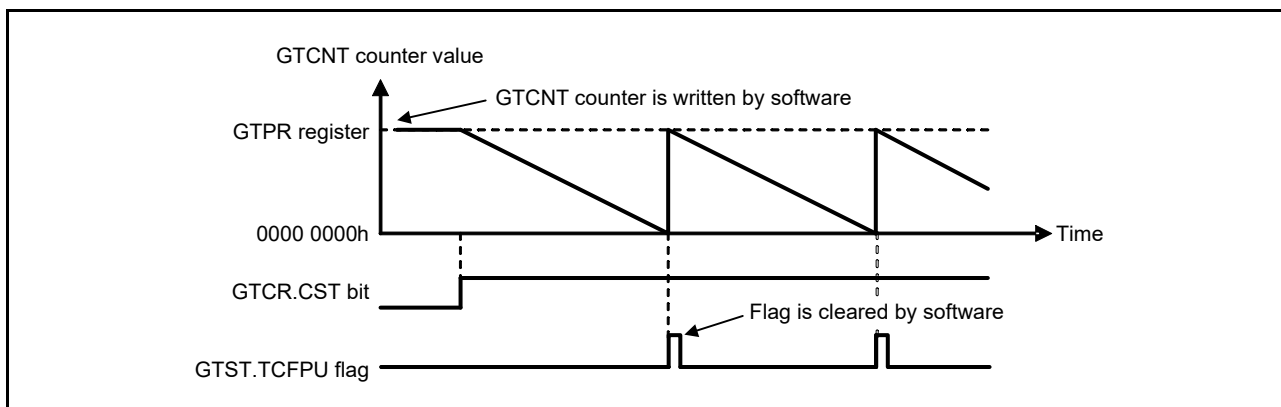 GTCNT counter value
GTCNT counter is written by software
GTPR register
0000 0000h
Time
GTCR.CST bit
Flag is cleared by software
GTST.TCFPU flag